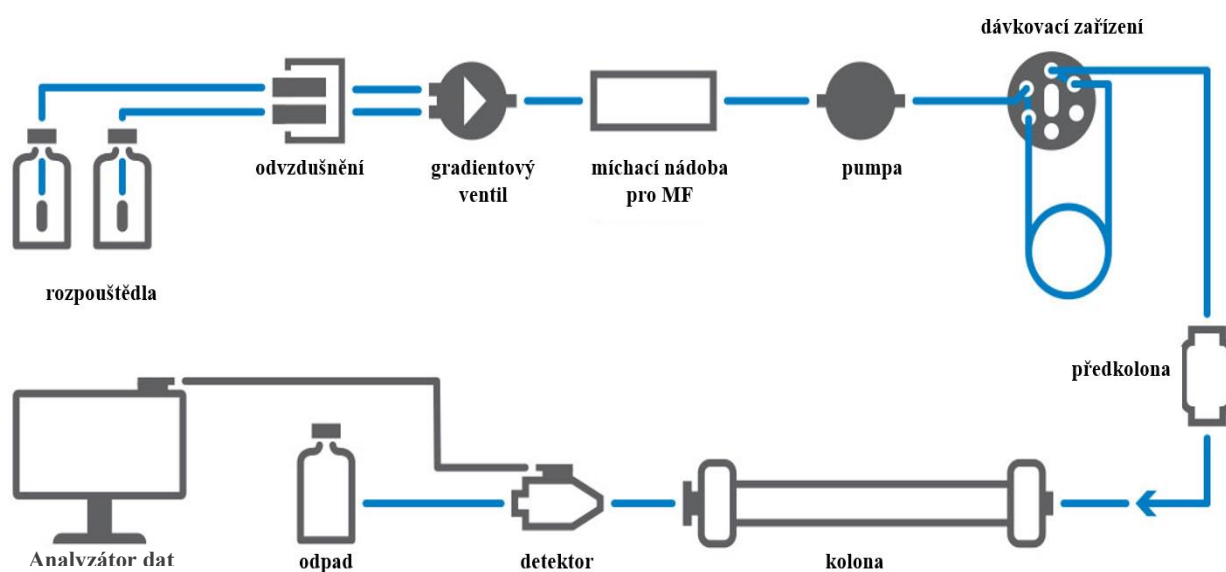 dávkovací zařízení
odvzdušnění
gradientový
ventil
míchací nádoba
pro MF
pumpa
rozpouštědla
předkolona
Analyzátor dat
odpad
detektor
kolona